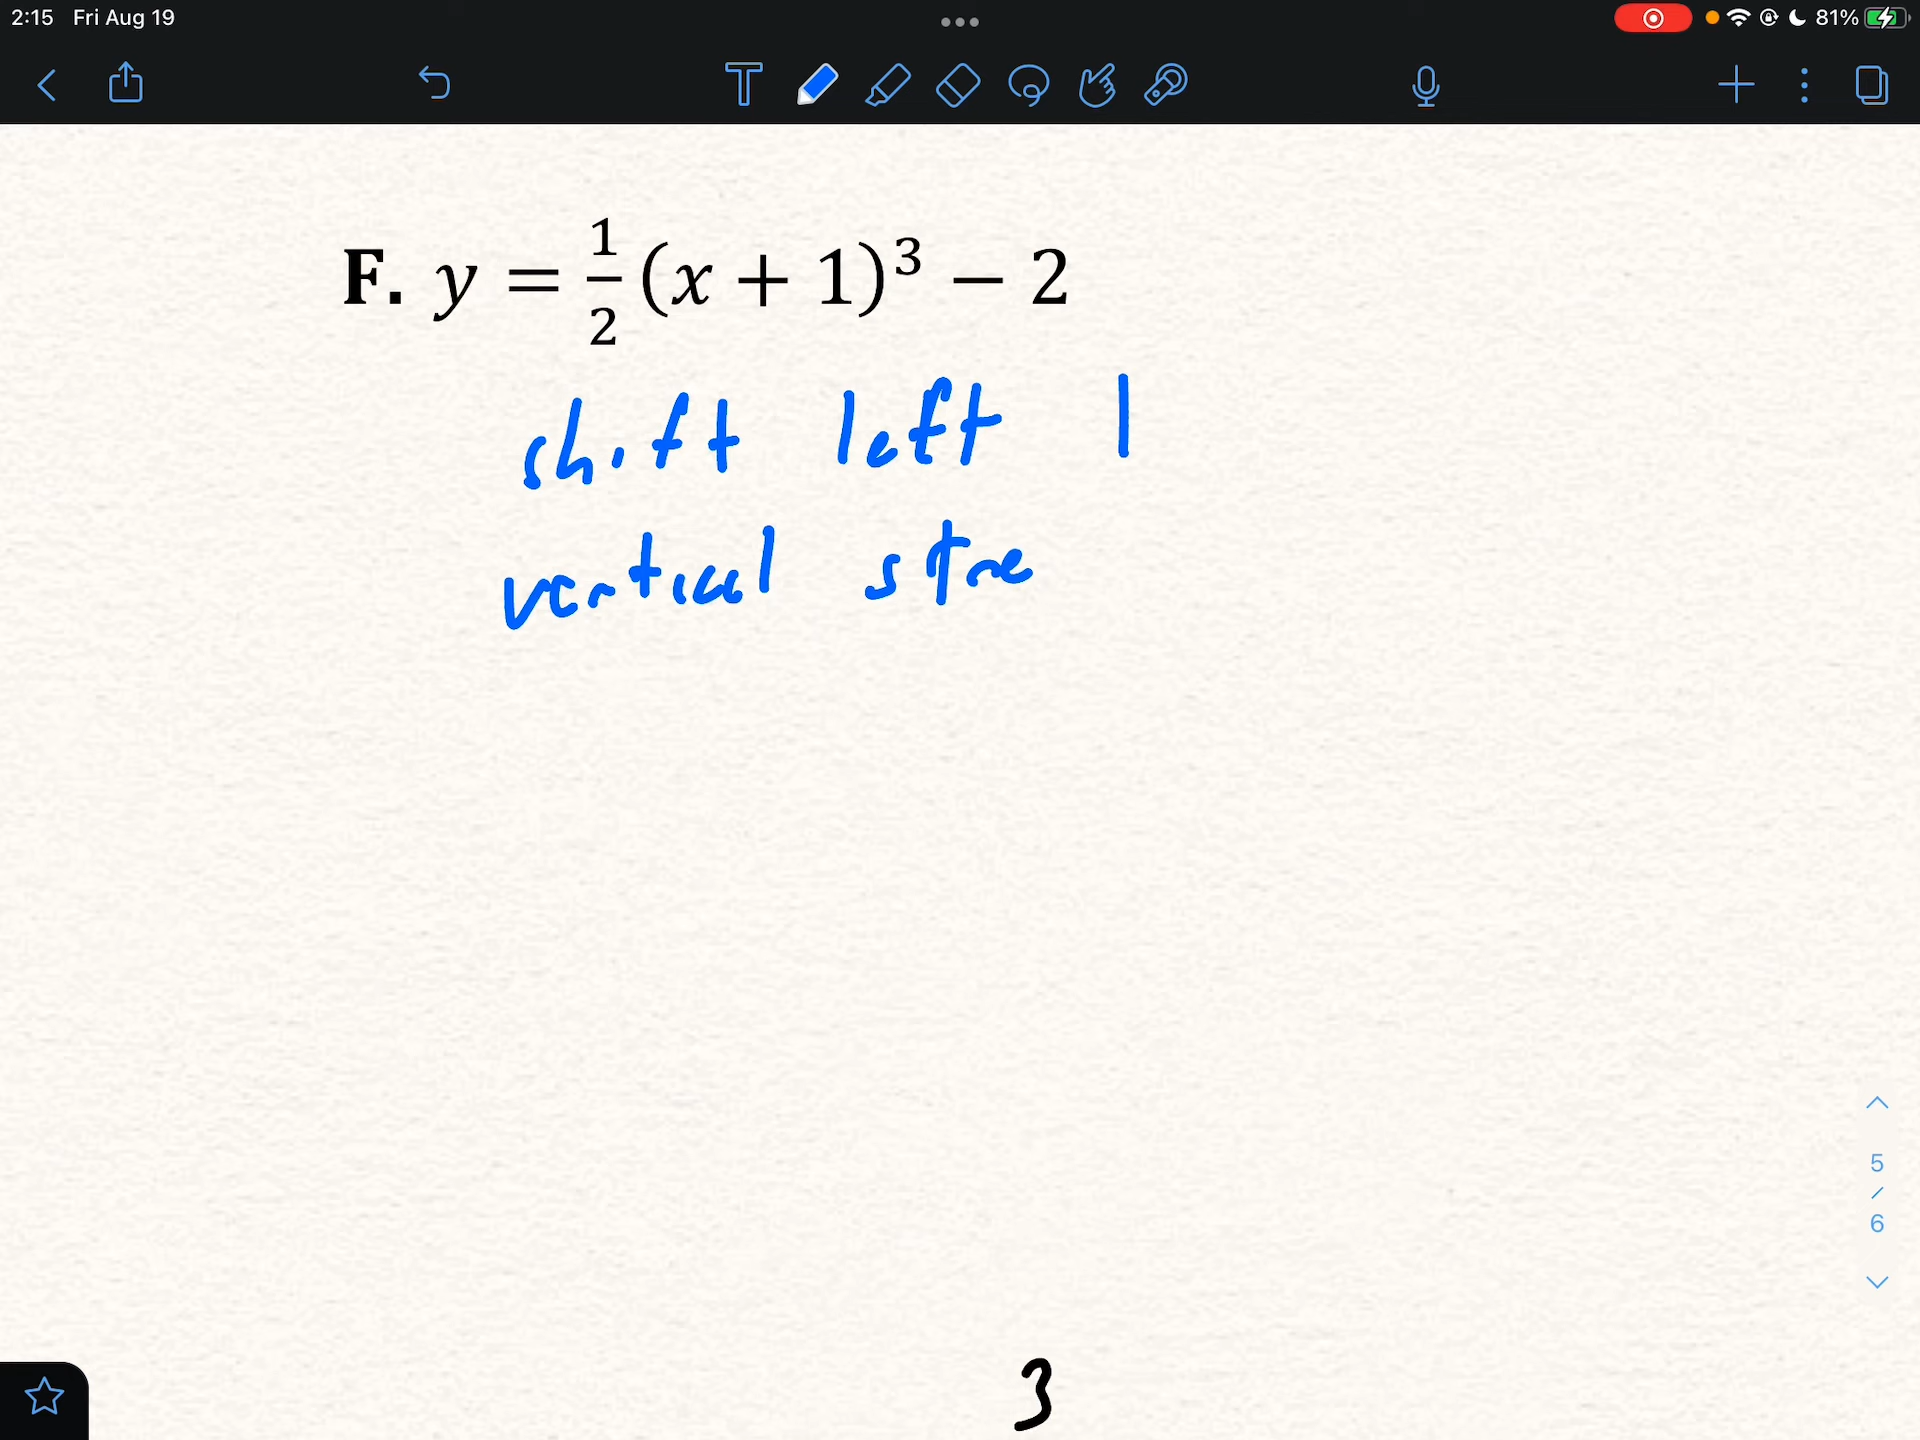 2:15 Fri Aug 19
81%
F. y = 1/2 (x + 1)³ − 2
shift left 1
vertical stre
5
/
6
3